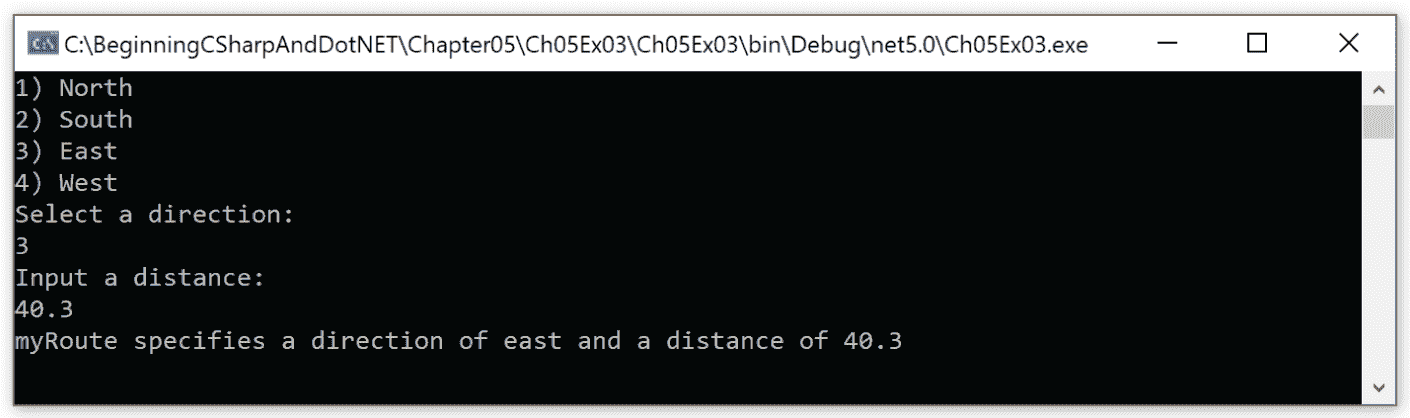 C:\BeginningCSharpAndDotNET\Chapter05\Ch05Ex03\Ch05Ex03\bin\Debug\net5.0\Ch05Ex03.exe
1) North
2) South
3) East
4) West
Select a direction:
3
Input a distance:
40.3
myRoute specifies a direction of east and a distance of 40.3